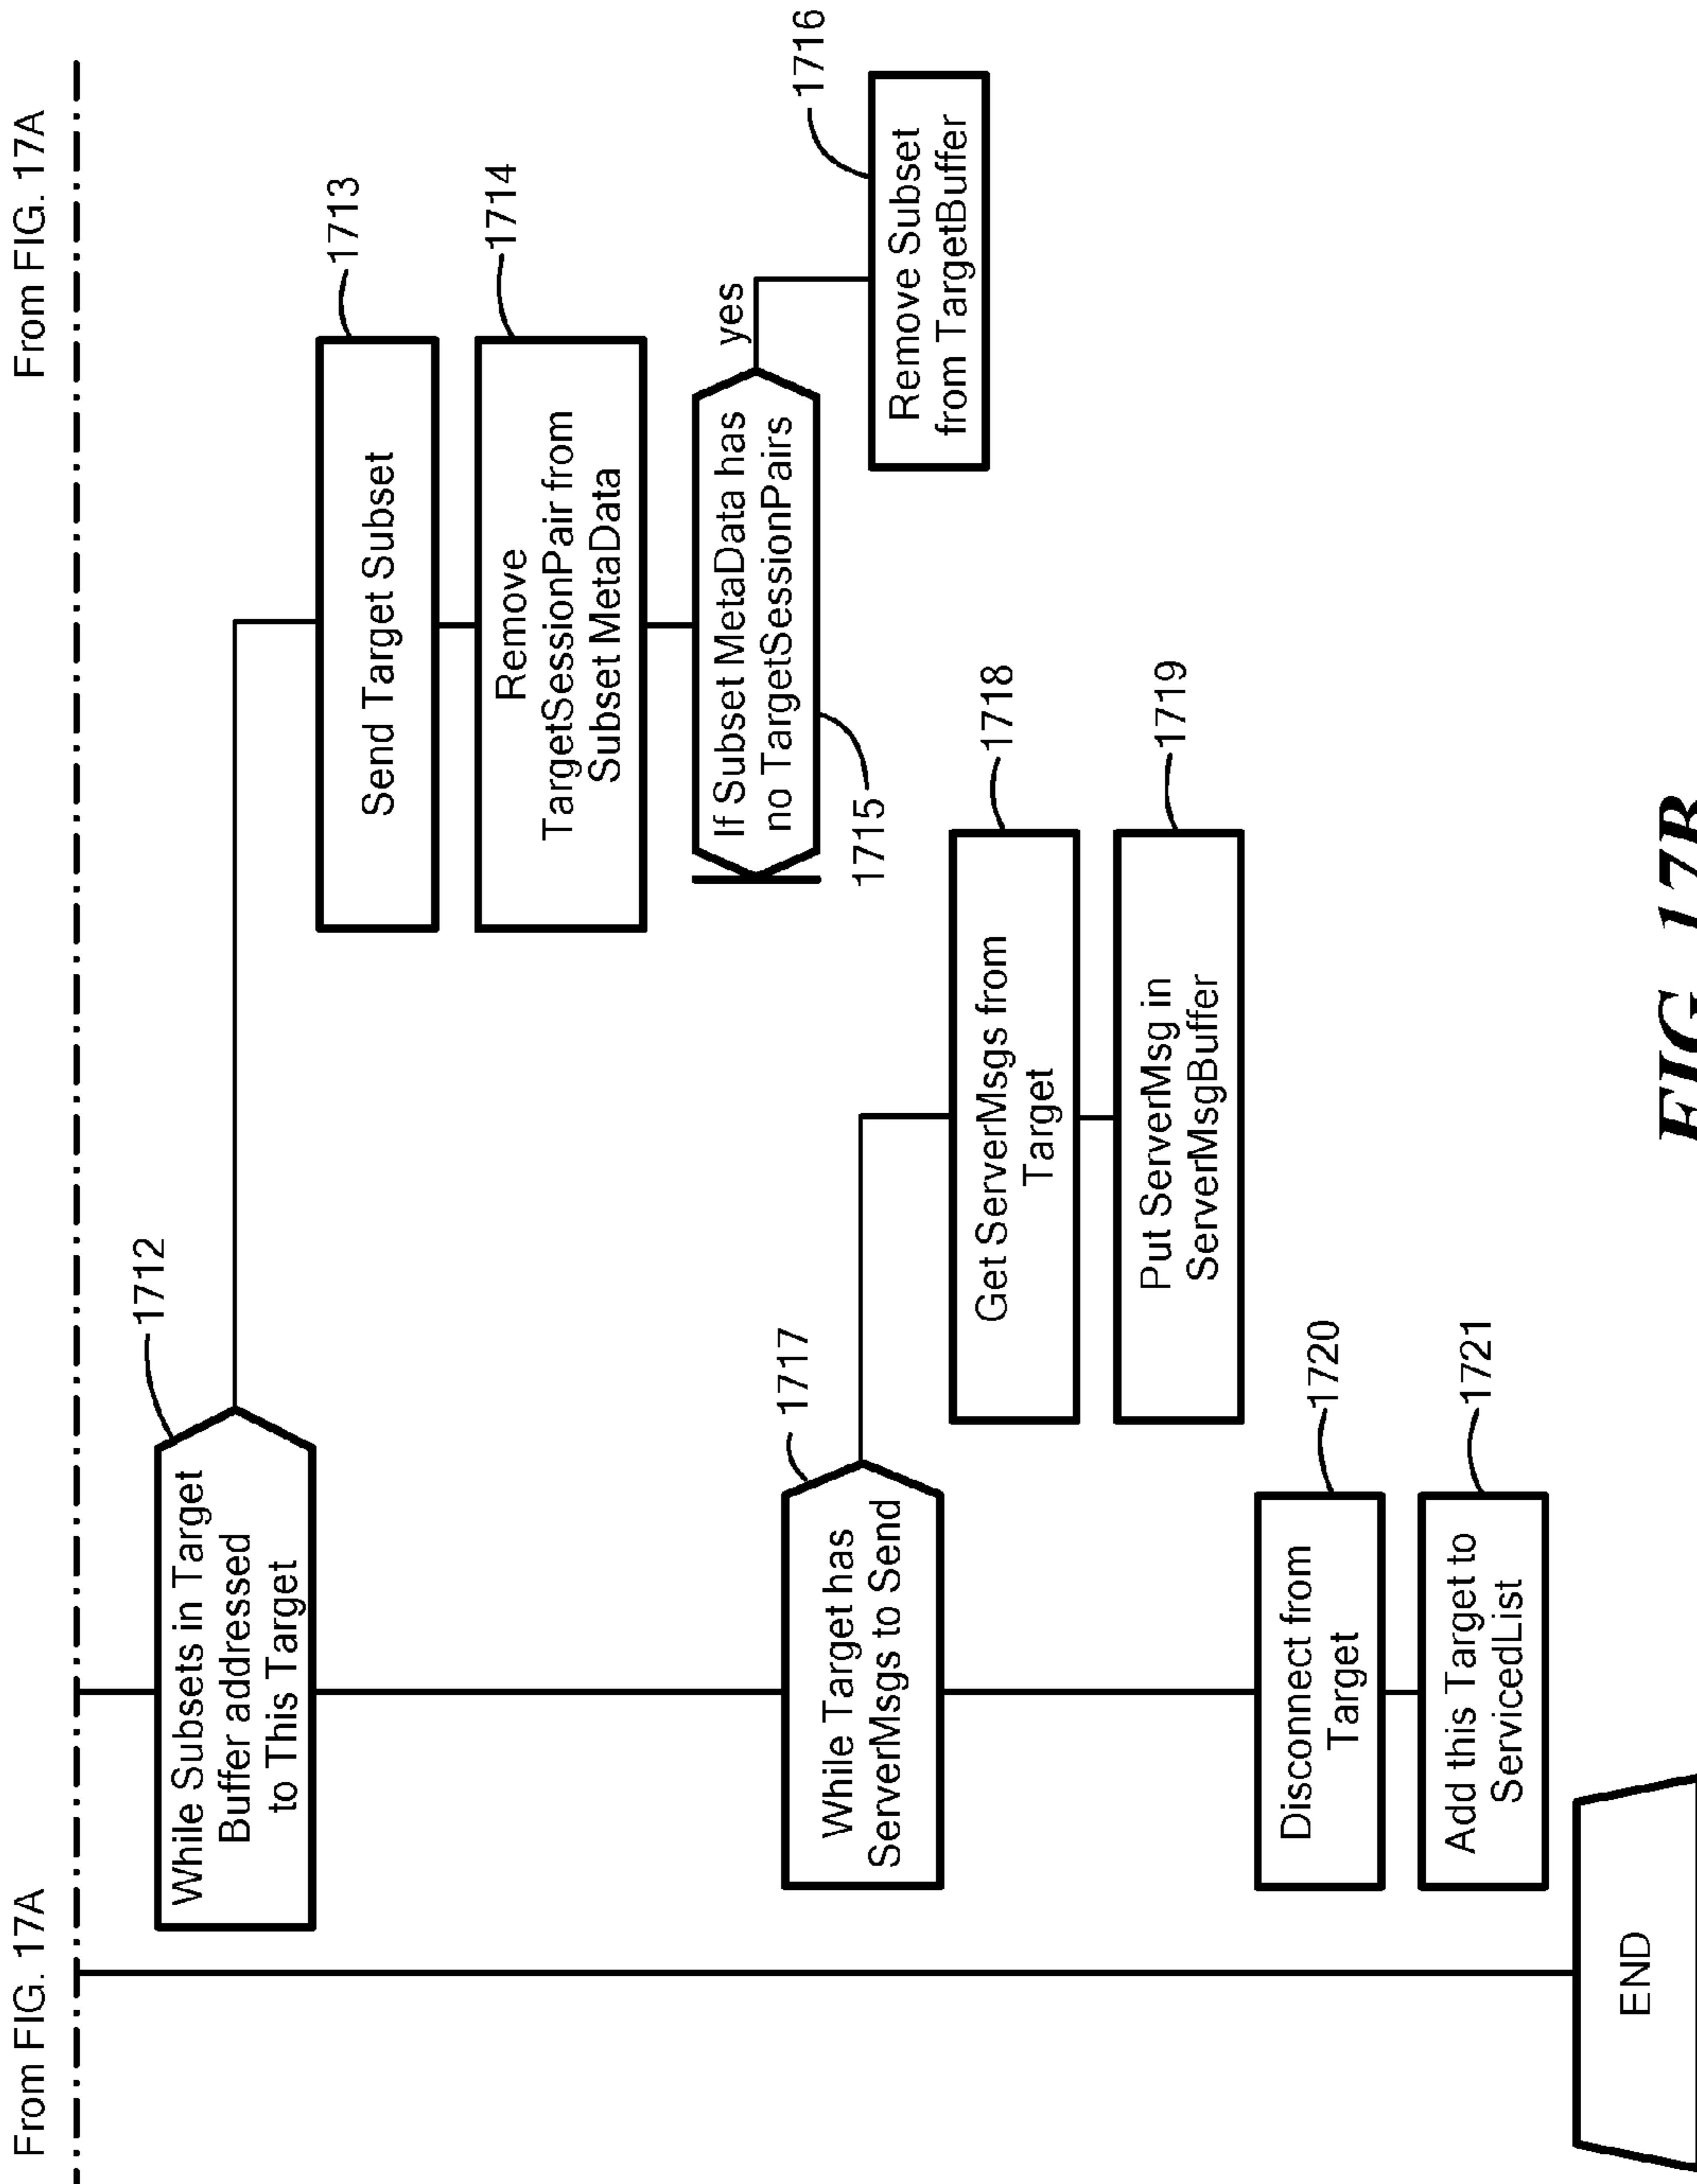 From FIG. 17A
From FIG. 17A
1712
While Subsets in Target
Buffer addressed
to This Target
1713
Send Target Subset
1714
Remove
TargetSessionPair from
Subset MetaData
If Subset MetaData has
no TargetSessionPairs
yes
1715
1716
Remove Subset
from TargetBuffer
1717
While Target has
ServerMsgs to Send
1718
Get ServerMsgs from
Target
1719
Put ServerMsg in
ServerMsgBuffer
1720
Disconnect from
Target
1721
Add this Target to
ServicedList
END
FIG. 17B